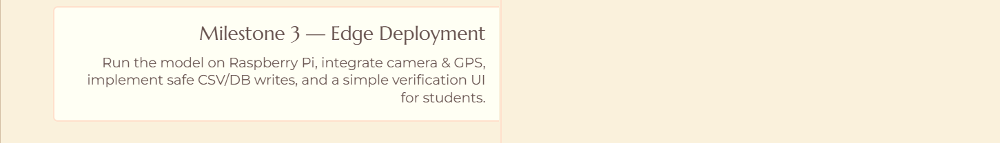 Milestone 3 — Edge Deployment
Run the model on Raspberry Pi, integrate camera & GPS,
implement safe CSV/DB writes, and a simple verification UI
for students.